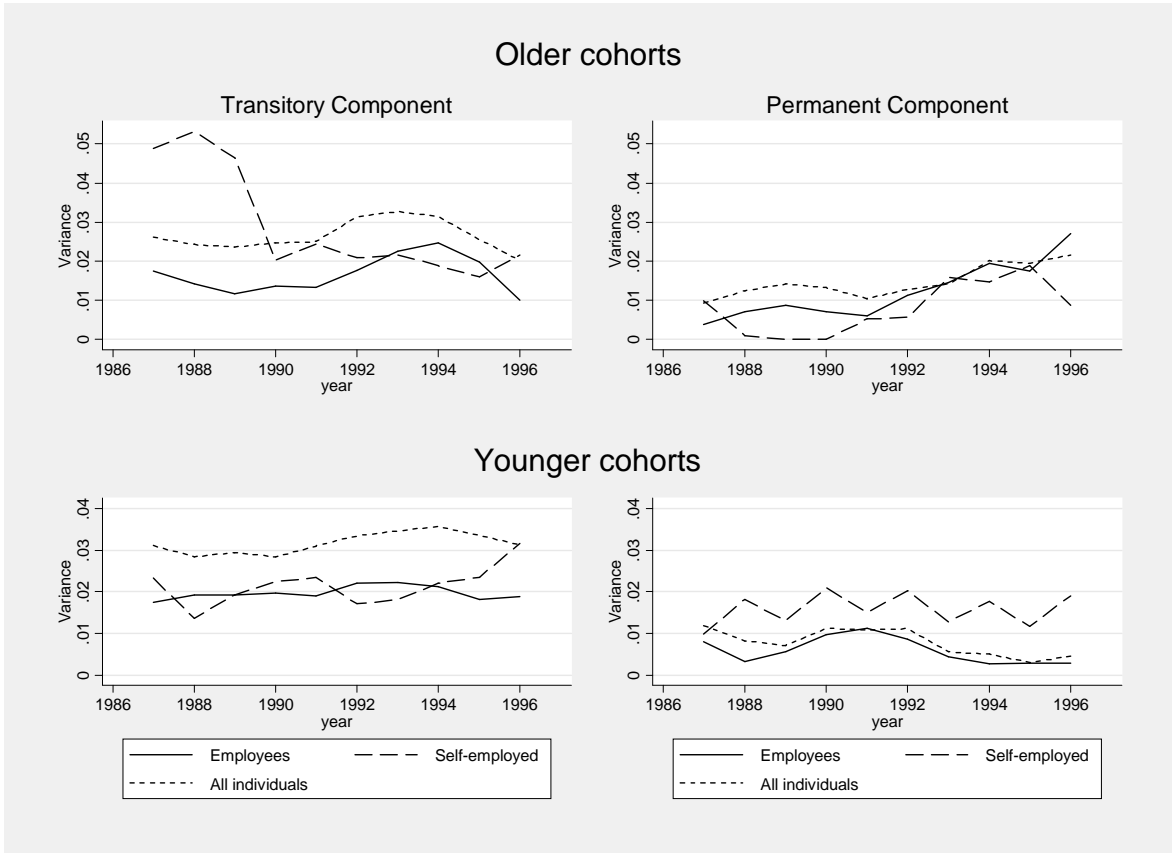 Older cohorts
Transitory Component
Variance
0 .01 .02 .03 .04 .05
1986 1988 1990 1992 1994 1996
year
Permanent Component
Variance
0 .01 .02 .03 .04 .05
1986 1988 1990 1992 1994 1996
year
Younger cohorts
Variance
0 .01 .02 .03 .04
1986 1988 1990 1992 1994 1996
year
Employees Self-employed
All individuals
Variance
0 .01 .02 .03 .04
1986 1988 1990 1992 1994 1996
year
Employees Self-employed
All individuals